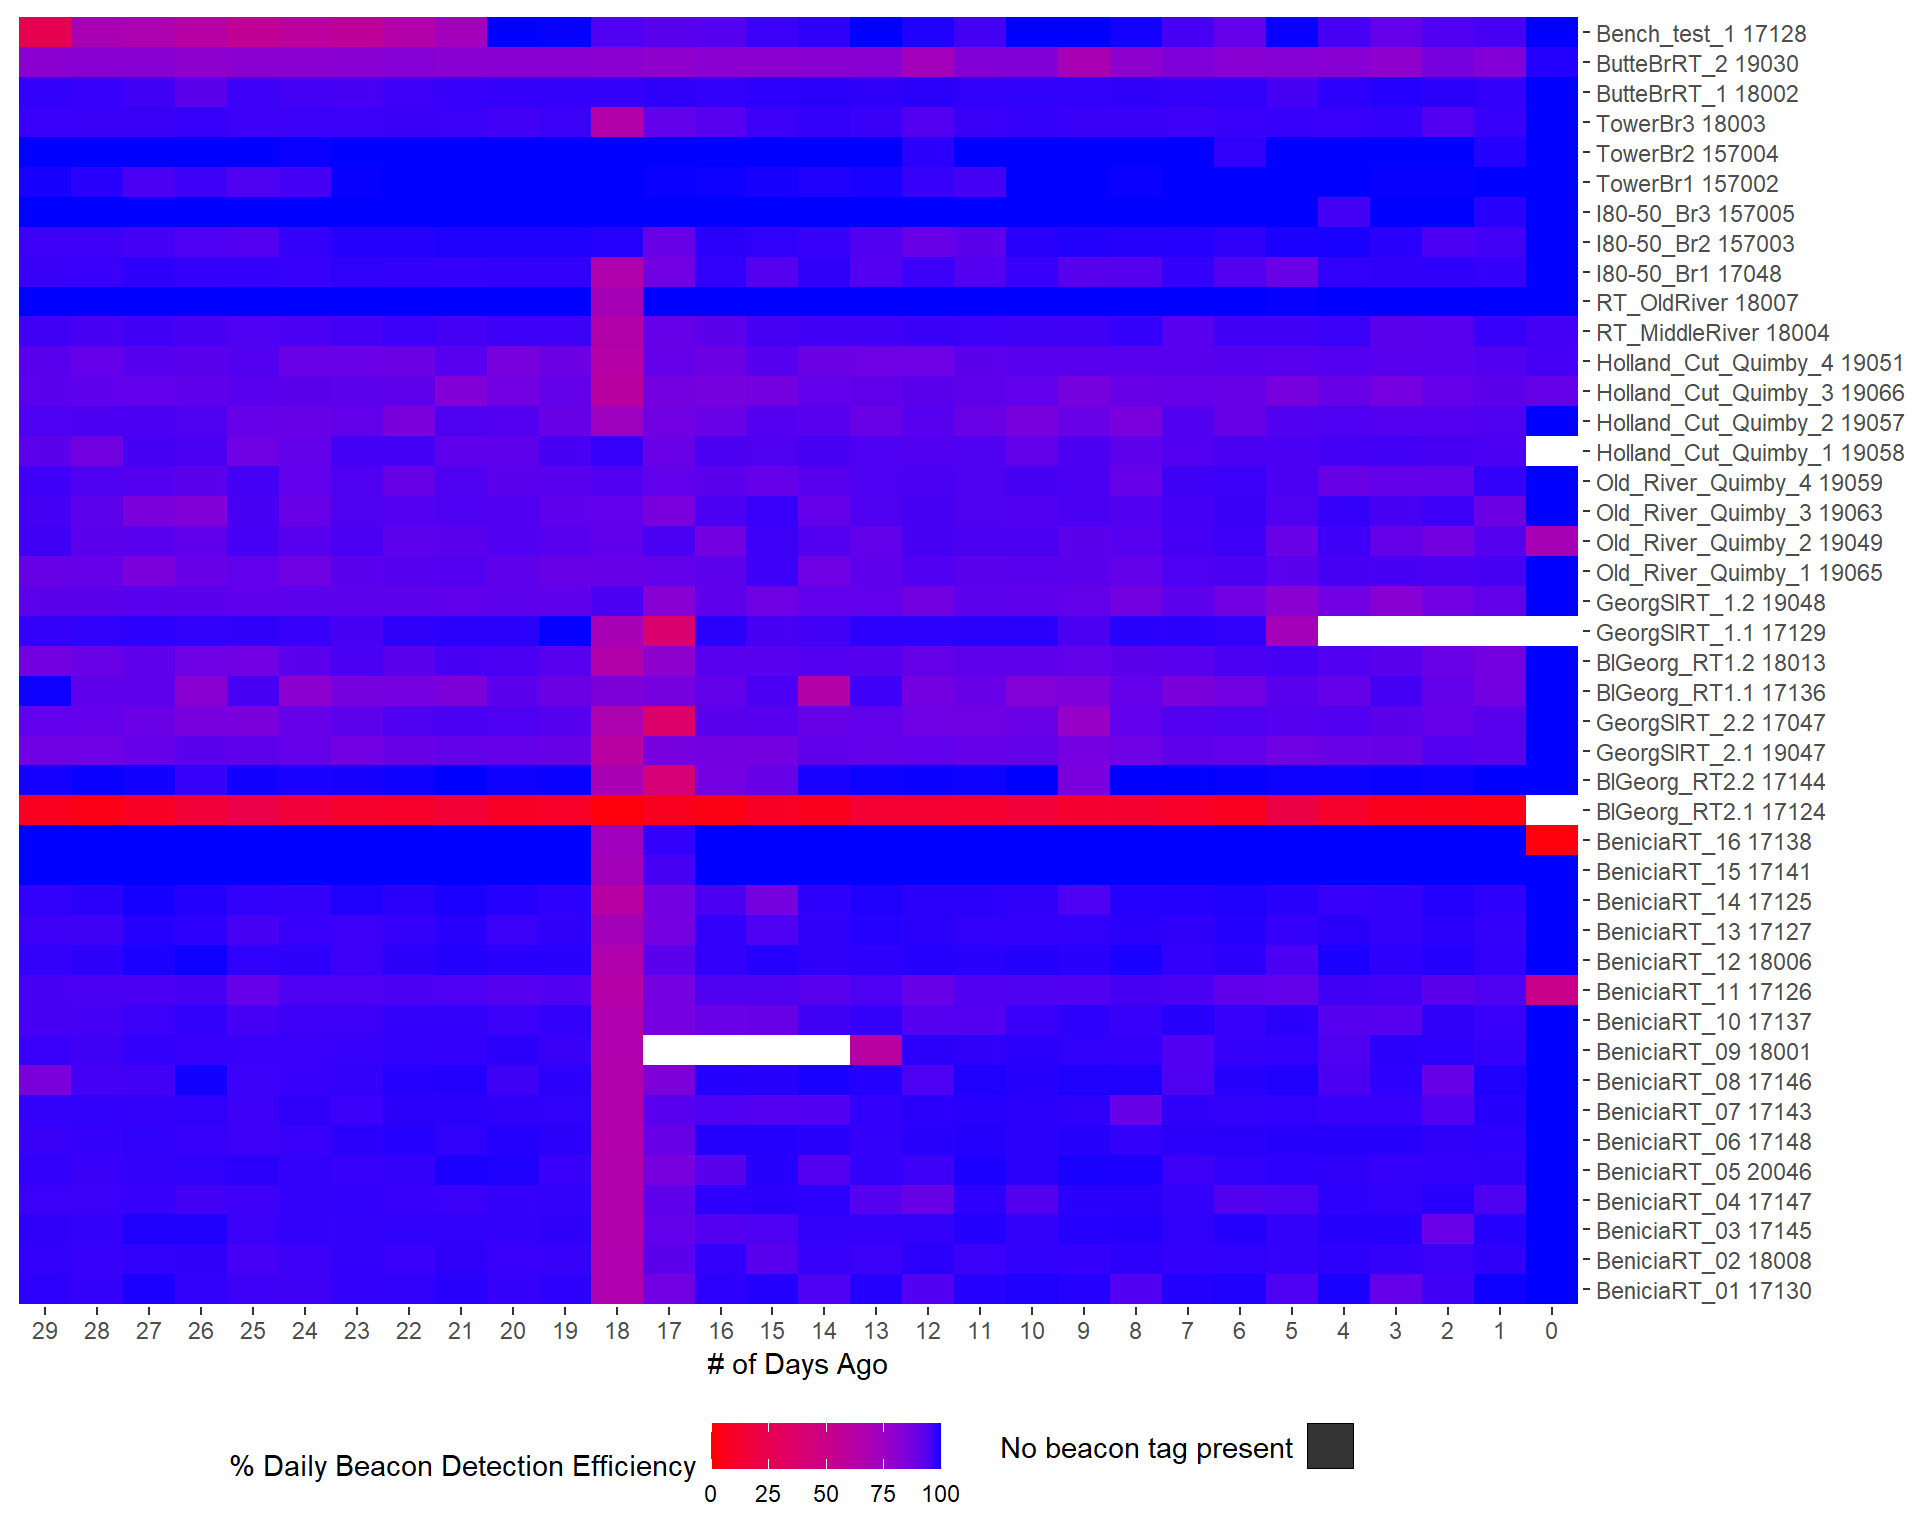 Bench_test_1 17128
ButteBrRT_2 19030
ButteBrRT_1 18002
TowerBr3 18003
TowerBr2 157004
TowerBr1 157002
I80-50_Br3 157005
I80-50_Br2 157003
I80-50_Br1 17048
RT_OldRiver 18007
RT_MiddleRiver 18004
Holland_Cut_Quimby_4 19051
Holland_Cut_Quimby_3 19066
Holland_Cut_Quimby_2 19057
Holland_Cut_Quimby_1 19058
Old_River_Quimby_4 19059
Old_River_Quimby_3 19063
Old_River_Quimby_2 19049
Old_River_Quimby_1 19065
GeorgSlRT_1.2 19048
GeorgSlRT_1.1 17129
BlGeorg_RT1.2 18013
BlGeorg_RT1.1 17136
GeorgSlRT_2.2 17047
GeorgSlRT_2.1 19047
BlGeorg_RT2.2 17144
BlGeorg_RT2.1 17124
BeniciaRT_16 17138
BeniciaRT_15 17141
BeniciaRT_14 17125
BeniciaRT_13 17127
BeniciaRT_12 18006
BeniciaRT_11 17126
BeniciaRT_10 17137
BeniciaRT_09 18001
BeniciaRT_08 17146
BeniciaRT_07 17143
BeniciaRT_06 17148
BeniciaRT_05 20046
BeniciaRT_04 17147
BeniciaRT_03 17145
BeniciaRT_02 18008
BeniciaRT_01 17130
29 28 27 26 25 24 23 22 21 20 19 18 17 16 15 14 13 12 11 10 9 8 7 6 5 4 3 2 1 0
# of Days Ago
% Daily Beacon Detection Efficiency
0 25 50 75 100
No beacon tag present